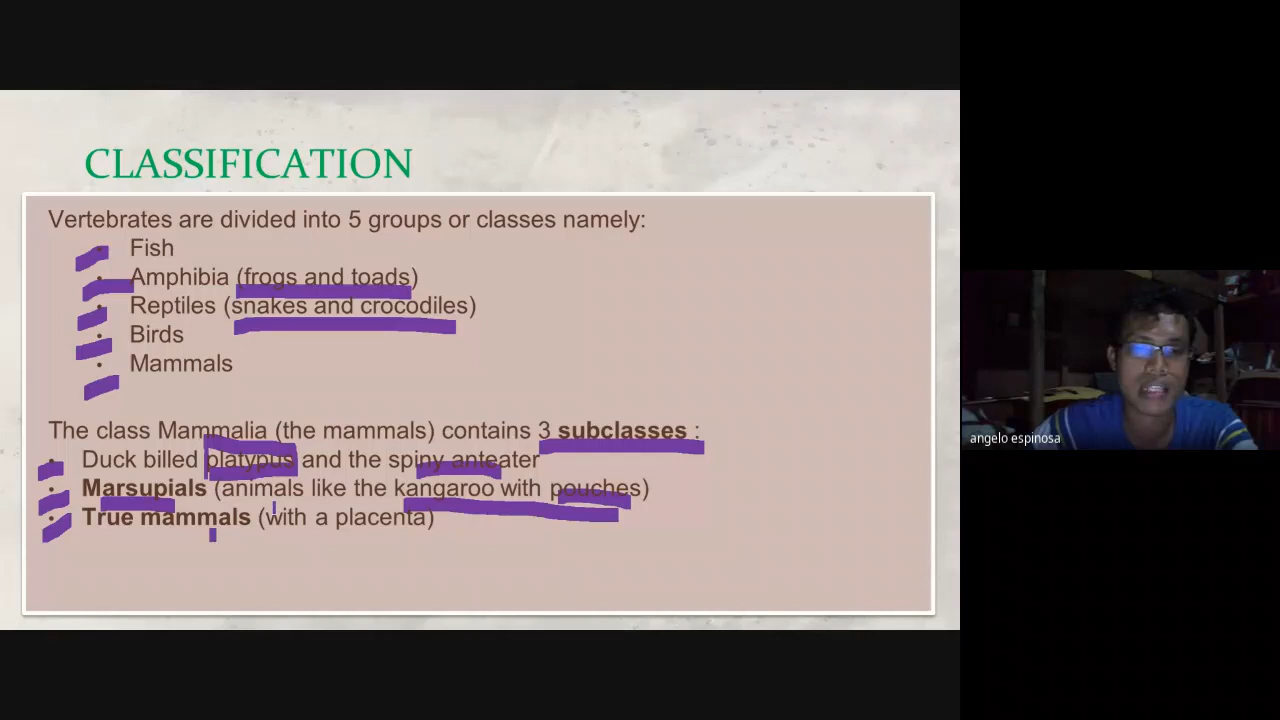 CLASSIFICATION
Vertebrates are divided into 5 groups or classes namely:
• Fish
• Amphibia (frogs and toads)
• Reptiles (snakes and crocodiles)
• Birds
• Mammals
The class Mammalia (the mammals) contains 3 subclasses :
• Duck billed platypus and the spiny anteater
• Marsupials (animals like the kangaroo with pouches)
• True mammals (with a placenta)
angelo espinosa